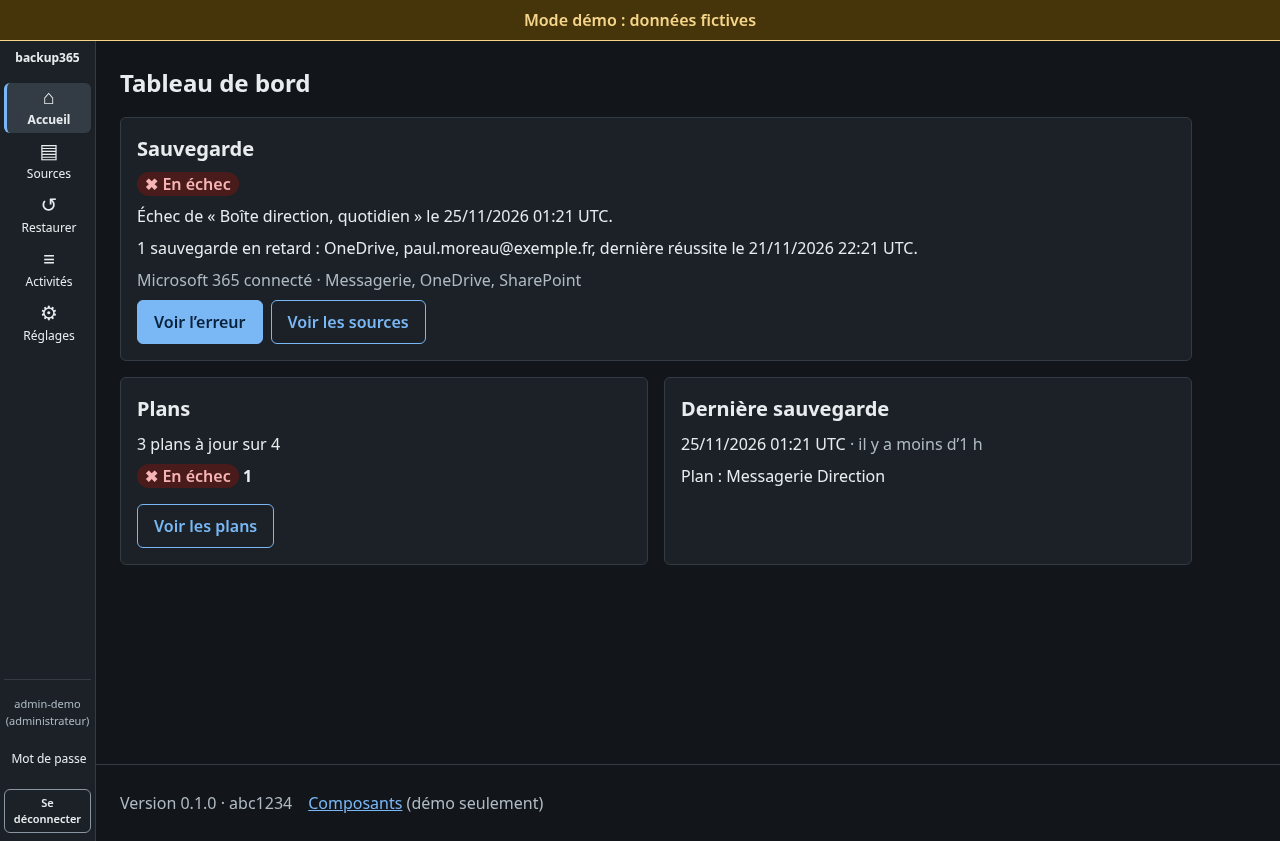 Mode démo : données fictives
backup365
Accueil
Sources
Restaurer
Activités
Réglages
admin-demo
(administrateur)
Mot de passe
Se
déconnecter
Tableau de bord
Sauvegarde
✖ En échec
Échec de « Boîte direction, quotidien » le 25/11/2026 01:21 UTC.
1 sauvegarde en retard : OneDrive, paul.moreau@exemple.fr, dernière réussite le 21/11/2026 22:21 UTC.
Microsoft 365 connecté · Messagerie, OneDrive, SharePoint
Voir l’erreur Voir les sources
Plans
3 plans à jour sur 4
✖ En échec 1
Voir les plans
Dernière sauvegarde
25/11/2026 01:21 UTC · il y a moins d’1 h
Plan : Messagerie Direction
Version 0.1.0 · abc1234 Composants (démo seulement)